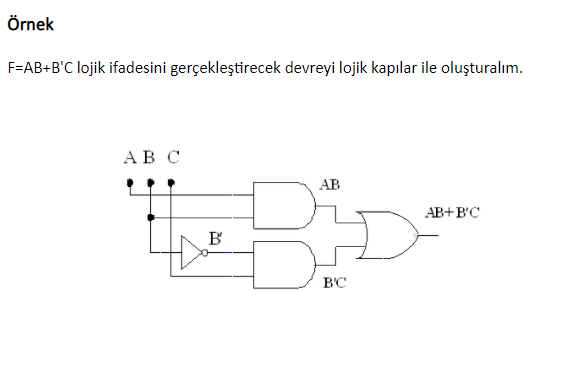 Örnek
F=AB+B'C lojik ifadesini gerçekleştirecek devreyi lojik kapılar ile oluşturalım.
A B C
AB
AB+B'C
B'
B'C